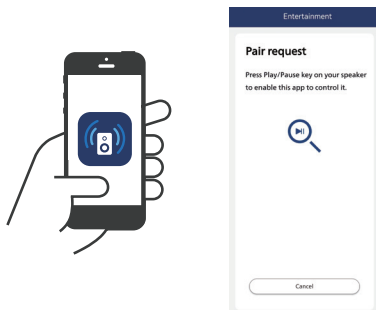 Entertainment
Pair request
Press Play/Pause key on your speaker
to enable this app to control it.
Cancel